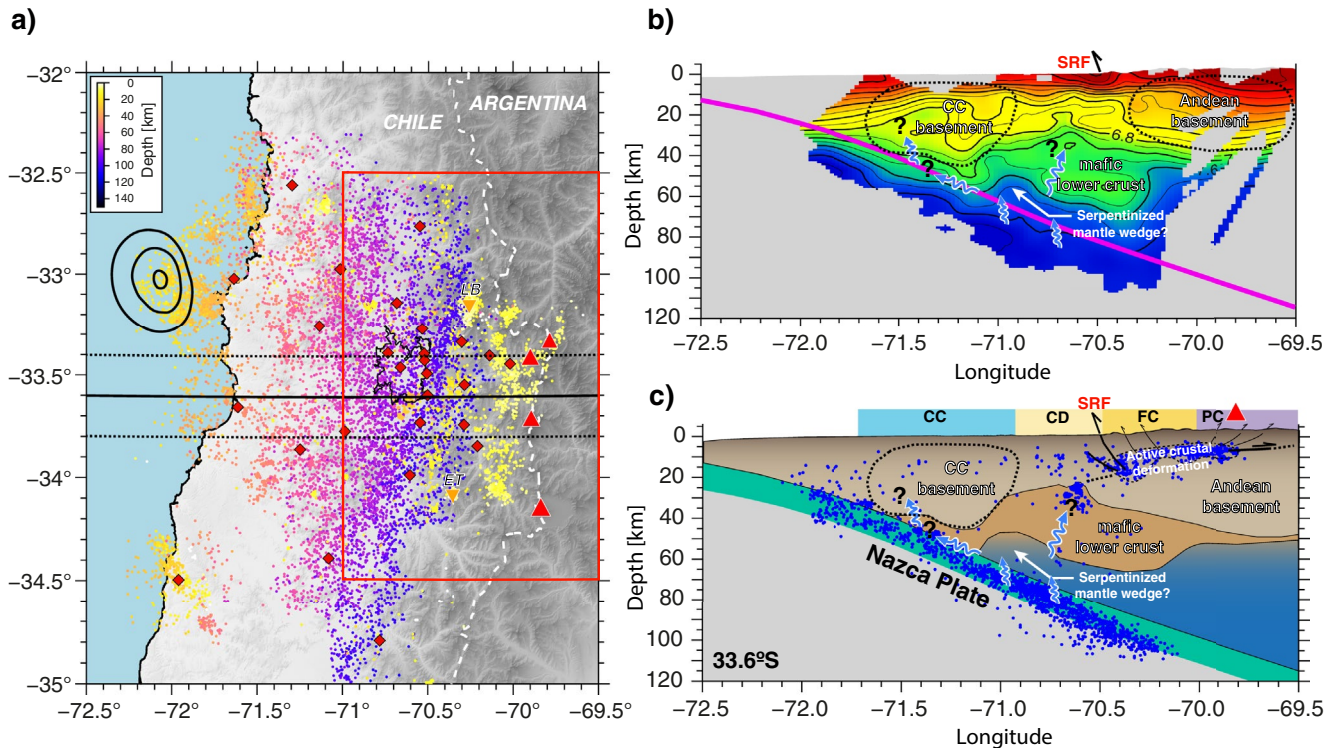 a)
−32°
−32.5°
−33°
−33.5°
−34°
−34.5°
−35°
−72.5°
−72°
−71.5°
−71°
−70.5°
−70°
−69.5°
0
20
40
60
80
100
120
140
Depth [km]
ARGENTINA
CHILE
LB
ET
b)
SRF
0
20
40
60
80
100
120
Depth [km]
CC
basement
Andean
basement
6.8
?
?
?
mafic
lower crust
Serpentinized
mantle wedge?
−72.5
−72.0
−71.5
−71.0
−70.5
−70.0
−69.5
Longitude
c)
CC
CD
FC
PC
SRF
0
20
40
60
80
100
120
Depth [km]
Active crustal
deformation
CC
basement
Andean
basement
?
?
?
mafic
lower crust
Serpentinized
mantle wedge?
Nazca Plate
33.6ºS
−72.5
−72.0
−71.5
−71.0
−70.5
−70.0
−69.5
Longitude